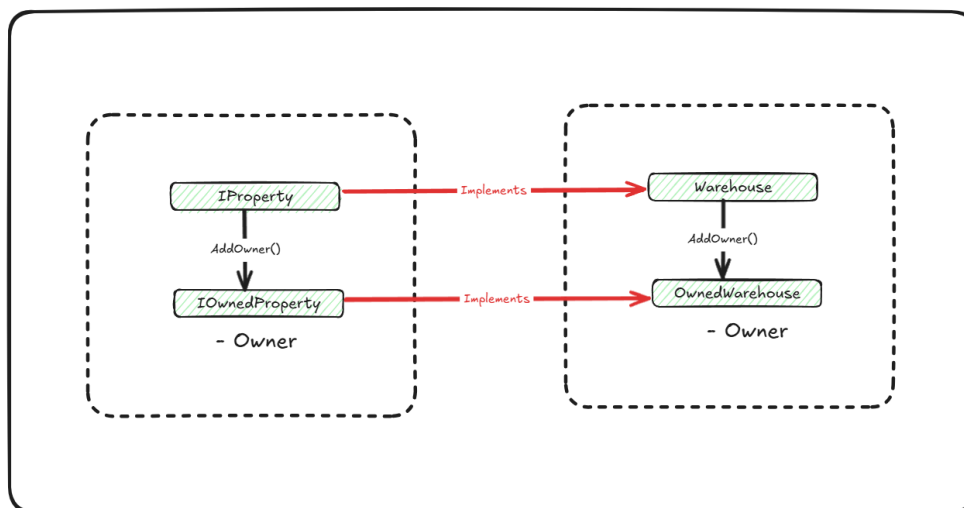 IProperty
Implements
Warehouse
AddOwner()
AddOwner()
IOwnedProperty
Implements
OwnedWarehouse
- Owner
- Owner